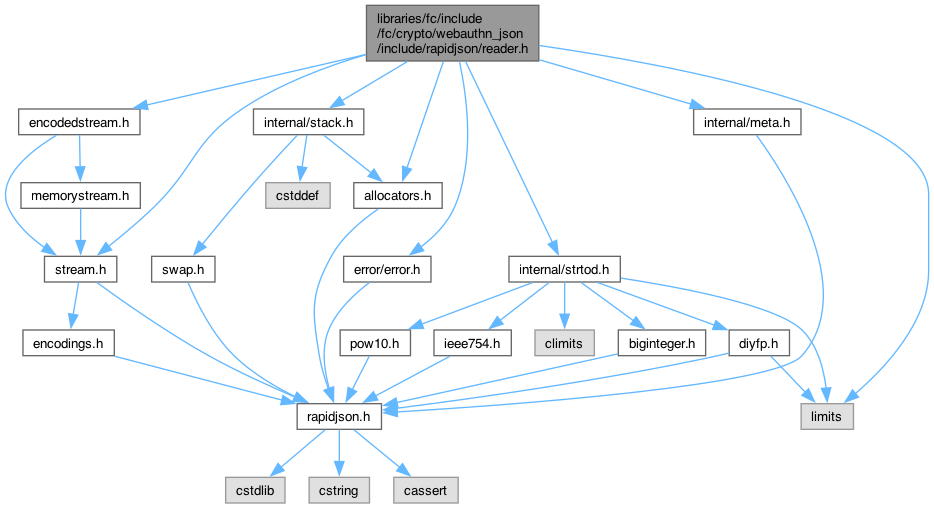 libraries/fc/include
/fc/crypto/webauthn_json
/include/rapidjson/reader.h
encodedstream.h
internal/stack.h
internal/meta.h
memorystream.h
cstddef
allocators.h
stream.h
swap.h
error/error.h
internal/strtod.h
encodings.h
pow10.h
ieee754.h
climits
biginteger.h
diyfp.h
rapidjson.h
limits
cstdlib
cstring
cassert